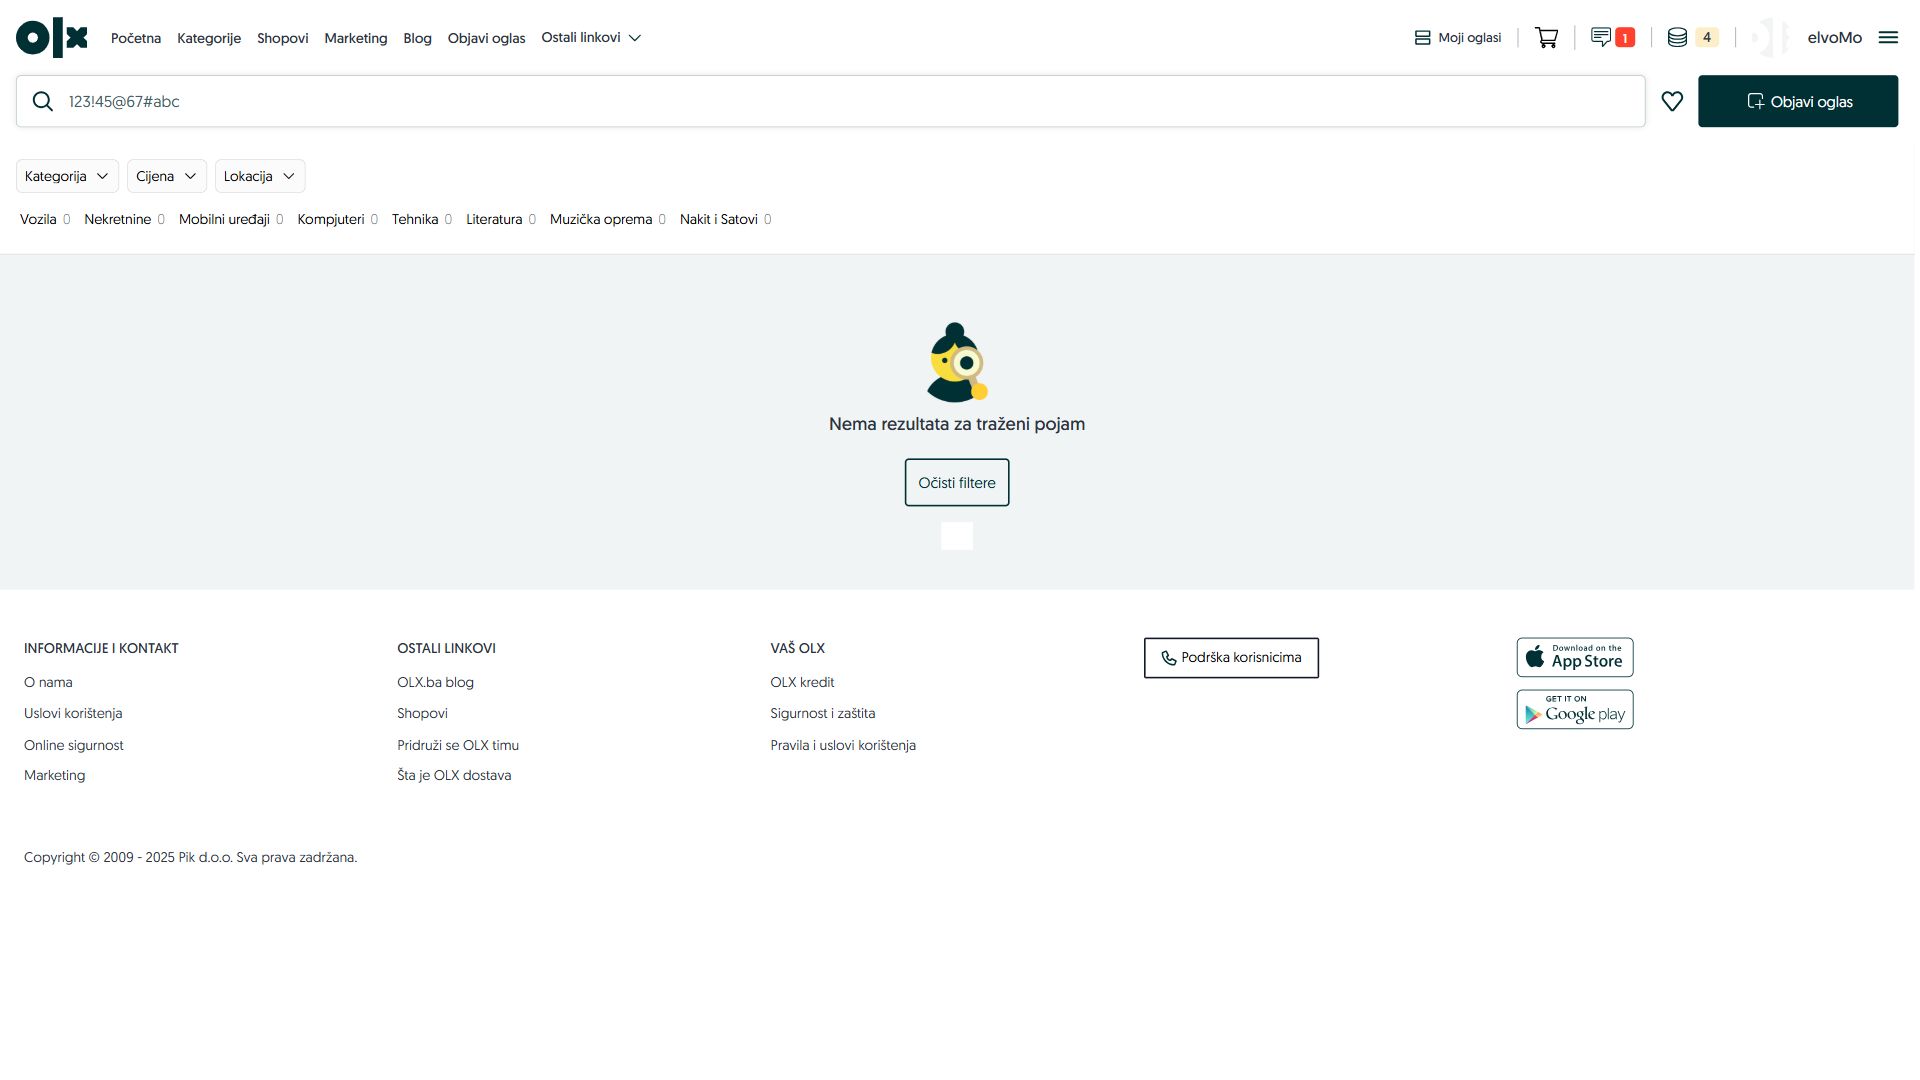 olx Početna Kategorije Shopovi Marketing Blog Objavi oglas Ostali linkovi Moji oglasi 1 4 elvoMo
123!45@67#abc Objavi oglas
Kategorija Cijena Lokacija
Vozila 0 Nekretnine 0 Mobilni uređaji 0 Kompjuteri 0 Tehnika 0 Literatura 0 Muzička oprema 0 Nakit i Satovi 0
Nema rezultata za traženi pojam
Očisti filtere
INFORMACIJE I KONTAKT
O nama
Uslovi korištenja
Online sigurnost
Marketing
OSTALI LINKOVI
OLX.ba blog
Shopovi
Pridruži se OLX timu
Šta je OLX dostava
VAŠ OLX
OLX kredit
Sigurnost i zaštita
Pravila i uslovi korištenja
Podrška korisnicima
Download on the
App Store
GET IT ON
Google play
Copyright © 2009 - 2025 Pik d.o.o. Sva prava zadržana.